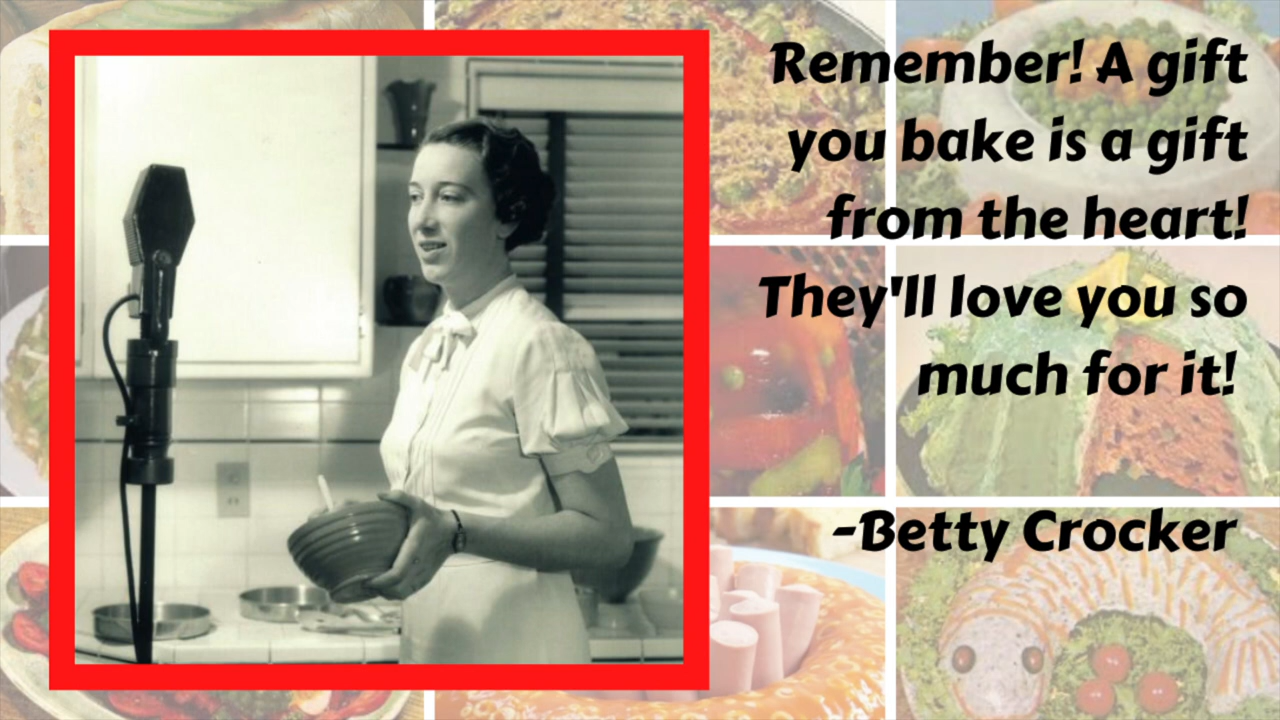 Remember! A gift
you bake is a gift
from the heart!
They'll love you so
much for it!
-Betty Crocker